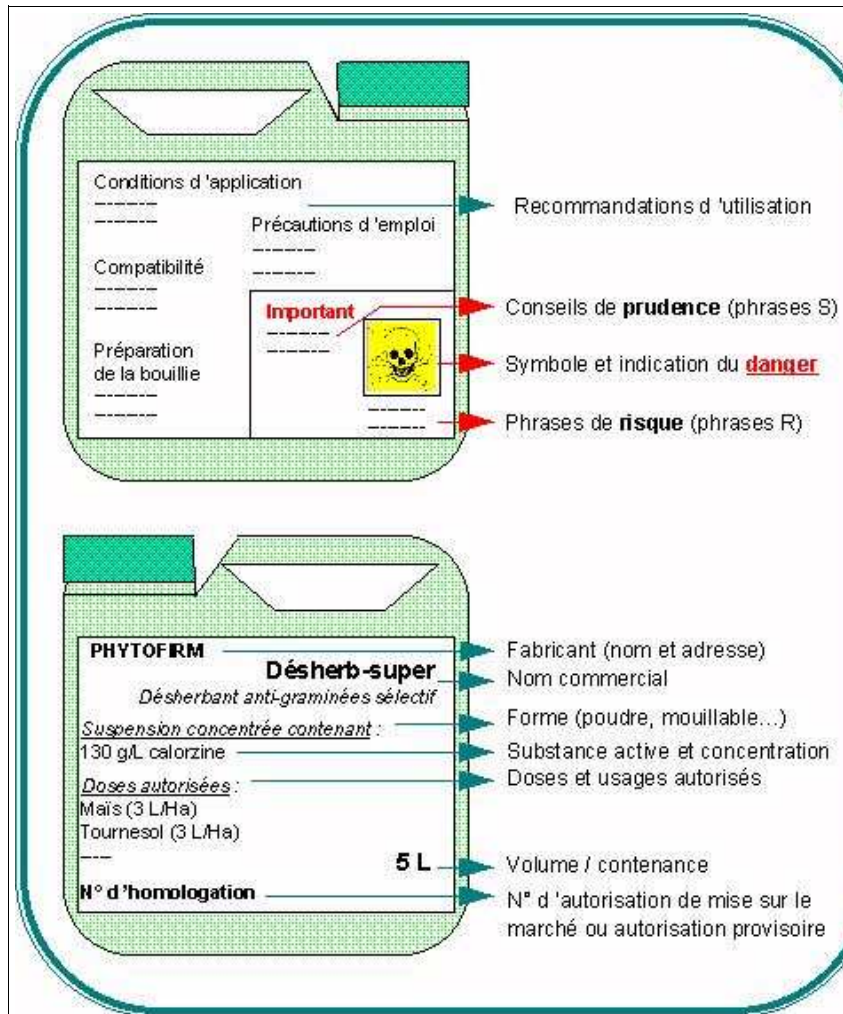 Conditions d 'application
-------
-------
Recommandations d 'utilisation
Précautions d 'emploi
-------
-------
Compatibilité
-------
-------
Important
-------
-------
Conseils de prudence (phrases S)
Préparation
de la bouillie
-------
-------
Symbole et indication du danger
-------
-------
Phrases de risque (phrases R)
PHYTOFIRM
Fabricant (nom et adresse)
Désherb-super
Nom commercial
Désherbant anti-graminées sélectif
Suspension concentrée contenant :
Forme (poudre, mouillable...)
130 g/L calorzine
Substance active et concentration
Doses autorisées :
Doses et usages autorisés
Maïs (3 L/Ha)
Tournesol (3 L/Ha)
----
5 L
Volume / contenance
N° d 'homologation
N° d 'autorisation de mise sur le
marché ou autorisation provisoire